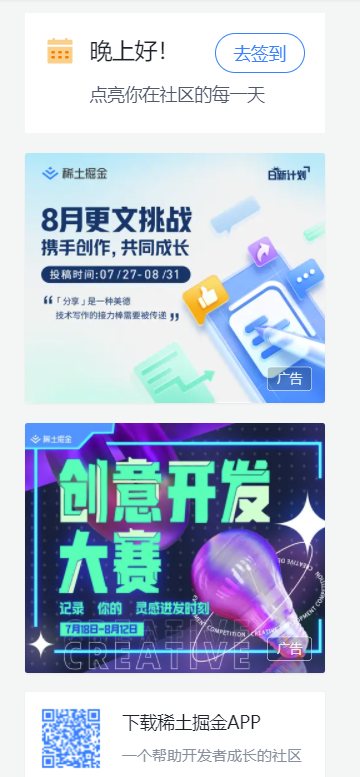 晚上好！
去签到
点亮你在社区的每一天
稀土掘金
日新计划
8月更文挑战
携手创作，共同成长
投稿时间：07/27-08/31
“「分享」是一种美德
技术写作的接力棒需要被传递”
广告
稀土掘金
创意开发
大赛
记录 你的 灵感迸发时刻
7月18日-8月12日
CREATIVE
广告
下载稀土掘金APP
一个帮助开发者成长的社区